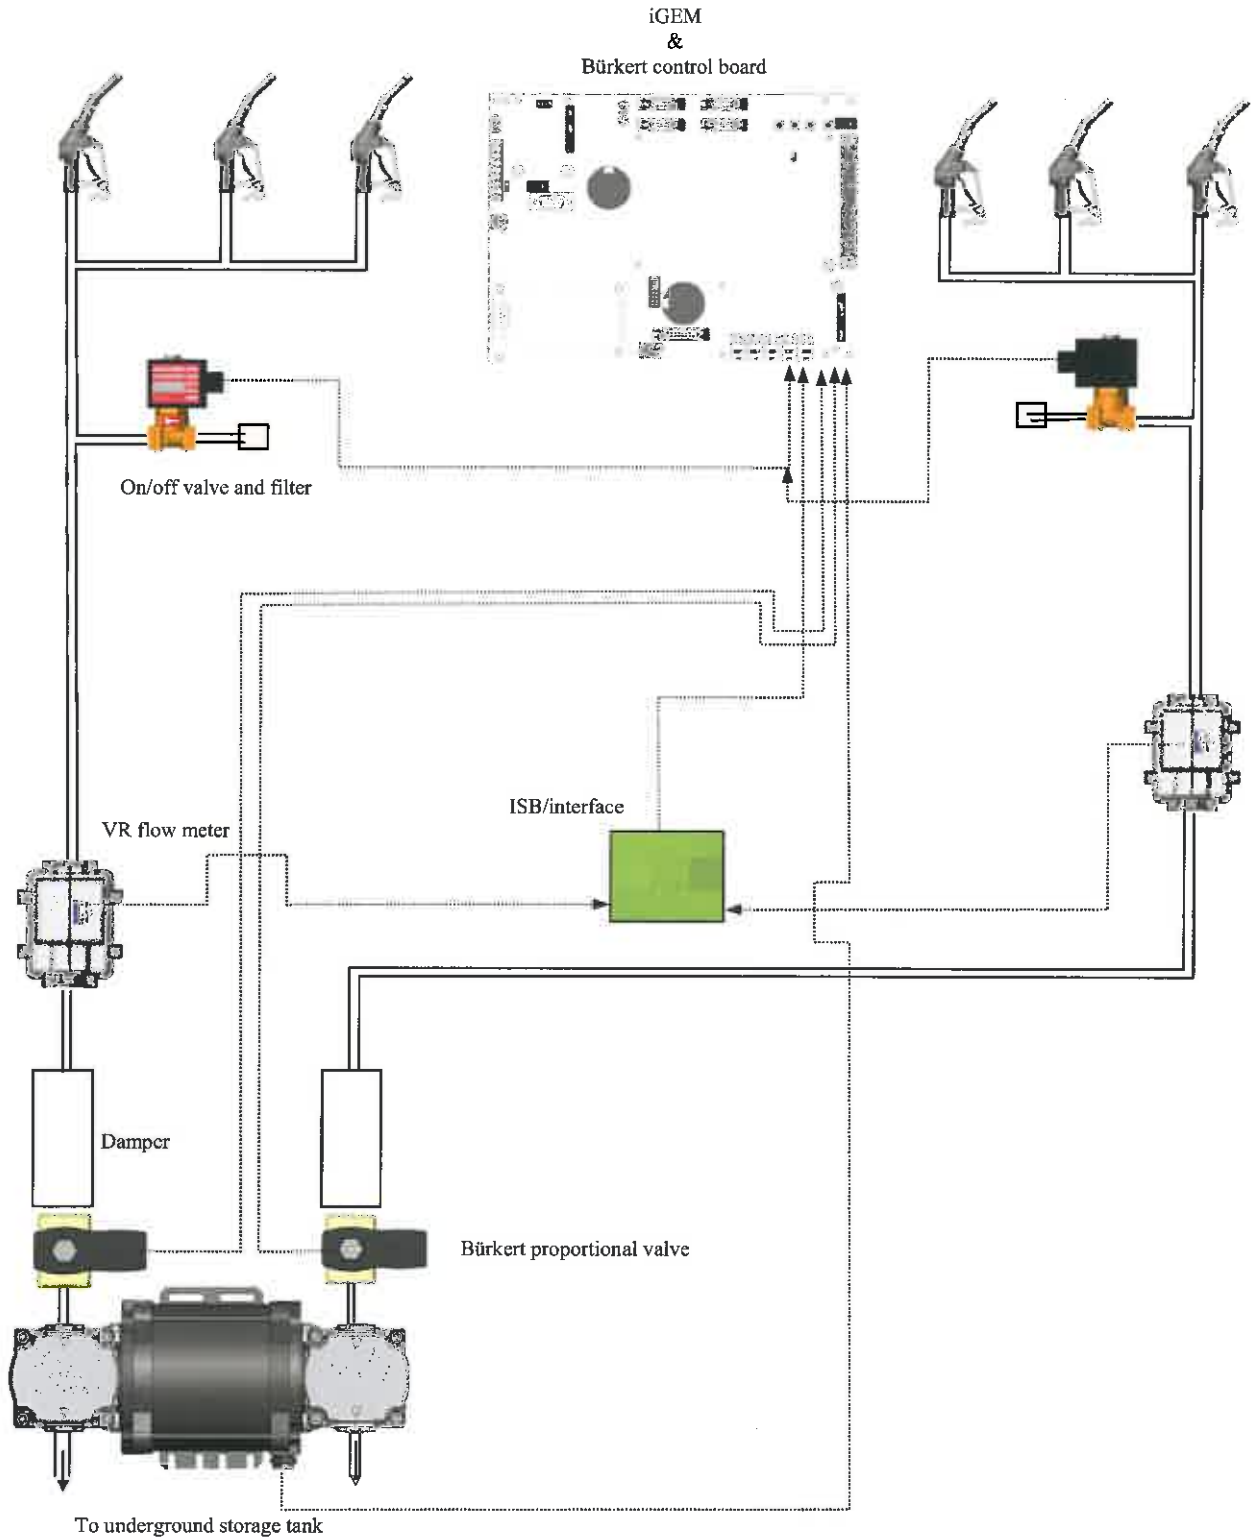 iGEM
&
Bürkert control board
On/off valve and filter
ISB/interface
VR flow meter
Damper
Bürkert proportional valve
To underground storage tank